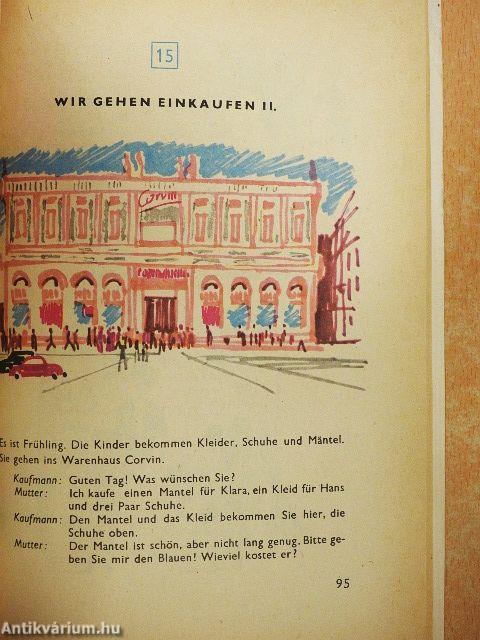 15
WIR GEHEN EINKAUFEN II.
Corvin
Es ist Frühling. Die Kinder bekommen Kleider, Schuhe und Mäntel.
Sie gehen ins Warenhaus Corvin.
Kaufmann: Guten Tag! Was wünschen Sie?
Mutter: Ich kaufe einen Mantel für Klara, ein Kleid für Hans
und drei Paar Schuhe.
Kaufmann: Den Mantel und das Kleid bekommen Sie hier, die
Schuhe oben.
Mutter: Der Mantel ist schön, aber nicht lang genug. Bitte ge-
ben Sie mir den Blauen! Wieviel kostet er?
95
Antikvárium.hu